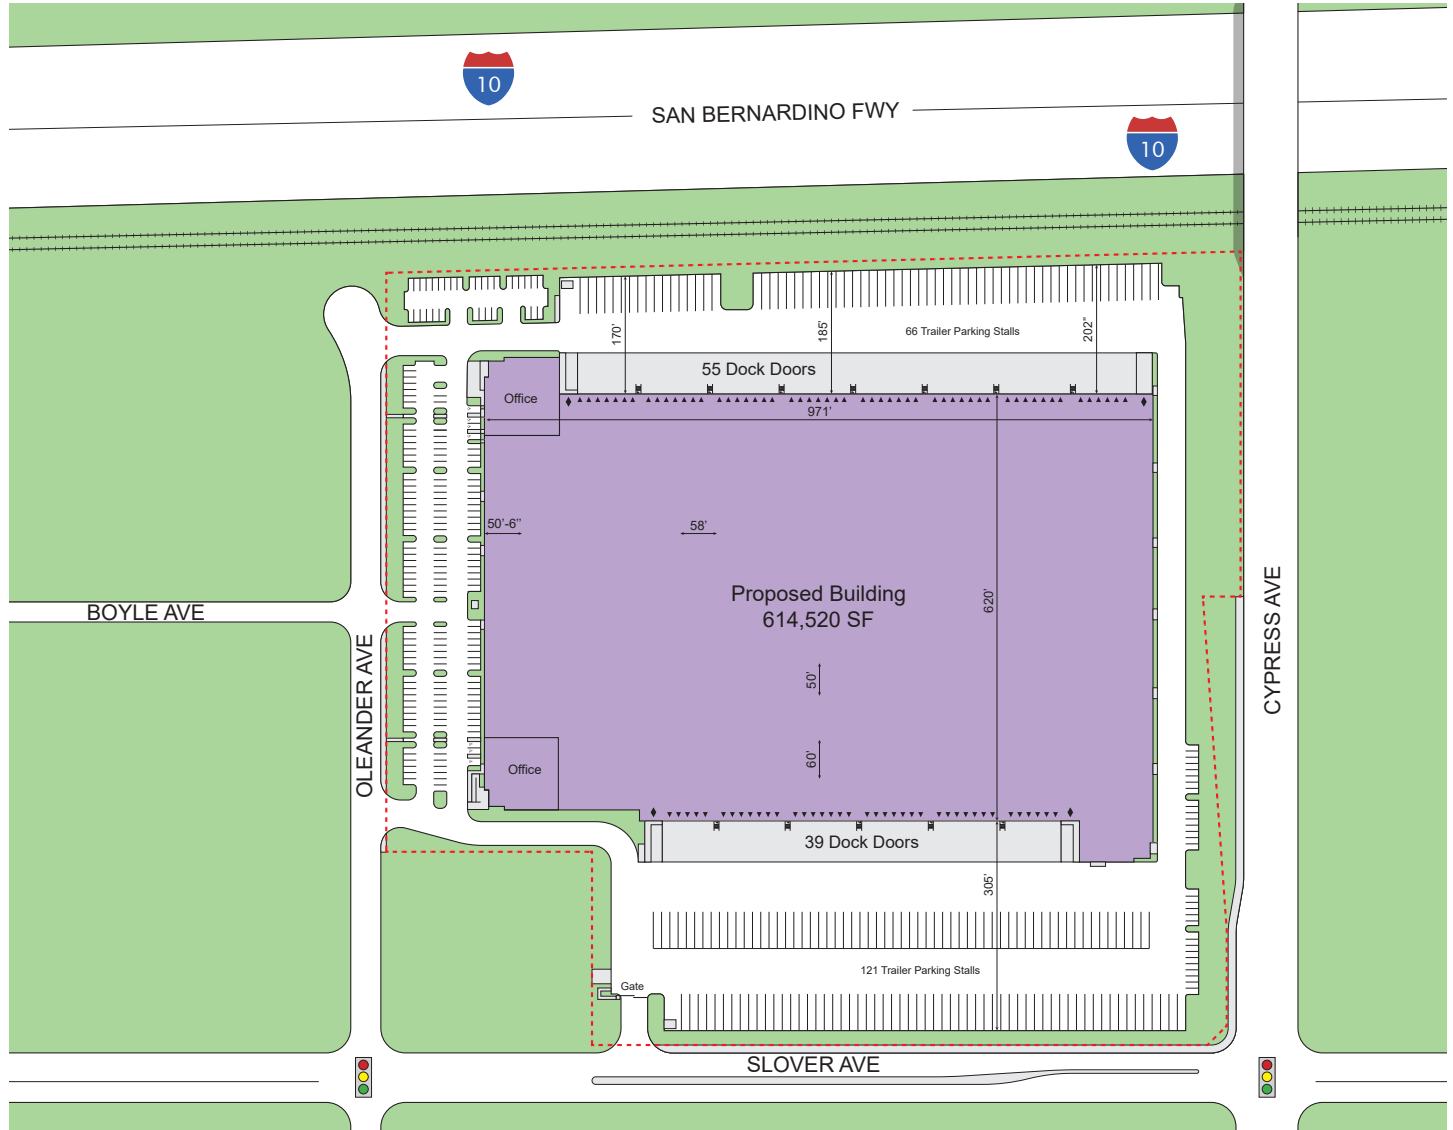 10
SAN BERNARDINO FWY
10
170'
185'
66 Trailer Parking Stalls
202"
55 Dock Doors
Office
971'
50'-6"
58'
Proposed Building
614,520 SF
620'
BOYLE AVE
OLEANDER AVE
CYPRESS AVE
50'
60'
Office
39 Dock Doors
305'
121 Trailer Parking Stalls
Gate
SLOVER AVE